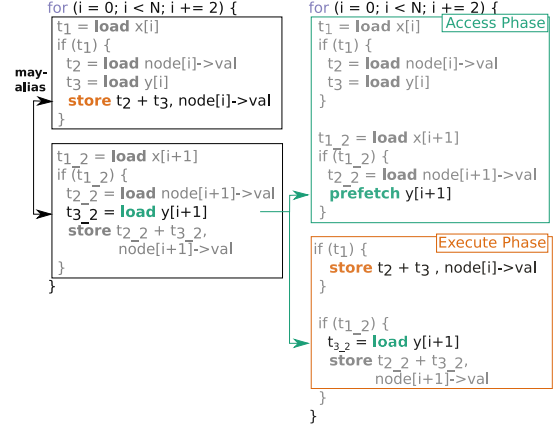 for (i = 0; i < N; i += 2) {
t1 = load x[i]
if (t1) {
t2 = load node[i]->val
t3 = load y[i]
store t2 + t3, node[i]->val
}
may-
alias
t1_2 = load x[i+1]
if (t1_2) {
t2_2 = load node[i+1]->val
t3_2 = load y[i+1]
store t2_2 + t3_2,
node[i+1]->val
}
}
for (i = 0; i < N; i += 2) {
Access Phase
t1 = load x[i]
if (t1) {
t2 = load node[i]->val
t3 = load y[i]
}
t1_2 = load x[i+1]
if (t1_2) {
t2_2 = load node[i+1]->val
prefetch y[i+1]
}
Execute Phase
if (t1) {
store t2 + t3 , node[i]->val
}
if (t1_2) {
t3_2 = load y[i+1]
store t2_2 + t3_2,
node[i+1]->val
}
}